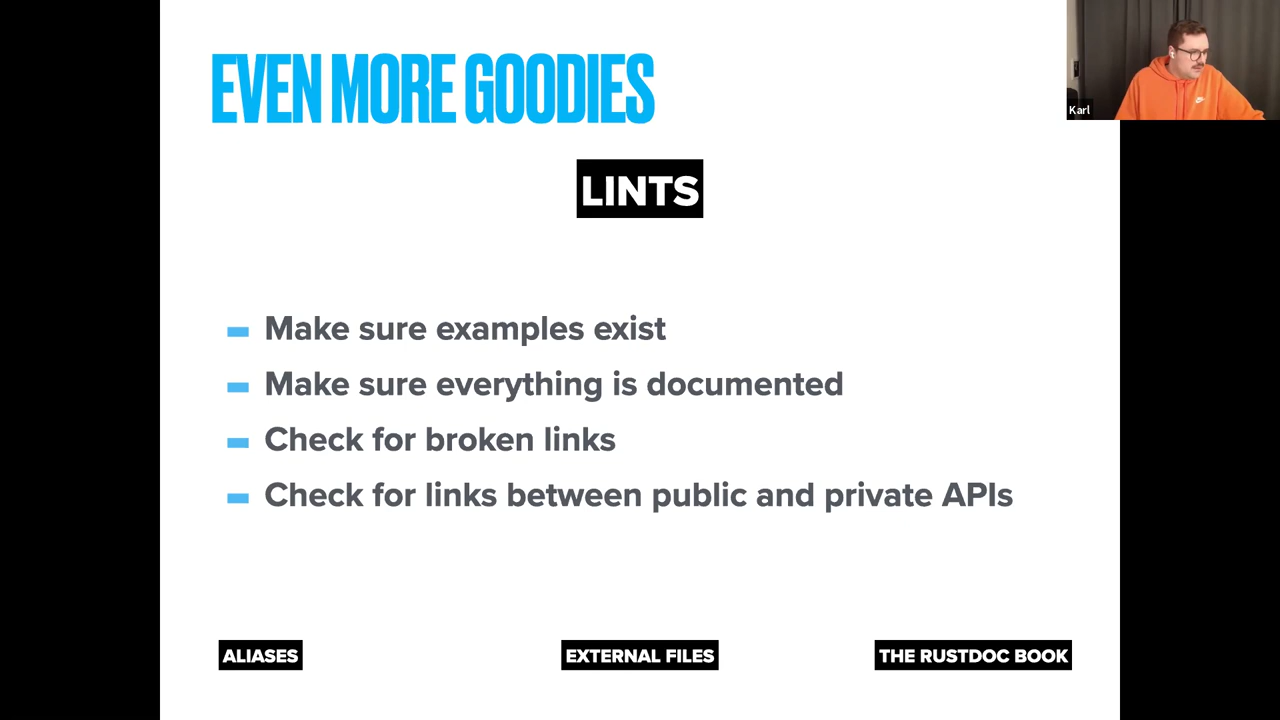 EVEN MORE GOODIES
Karl
LINTS
Make sure examples exist
Make sure everything is documented
Check for broken links
Check for links between public and private APIs
ALIASES
EXTERNAL FILES
THE RUSTDOC BOOK